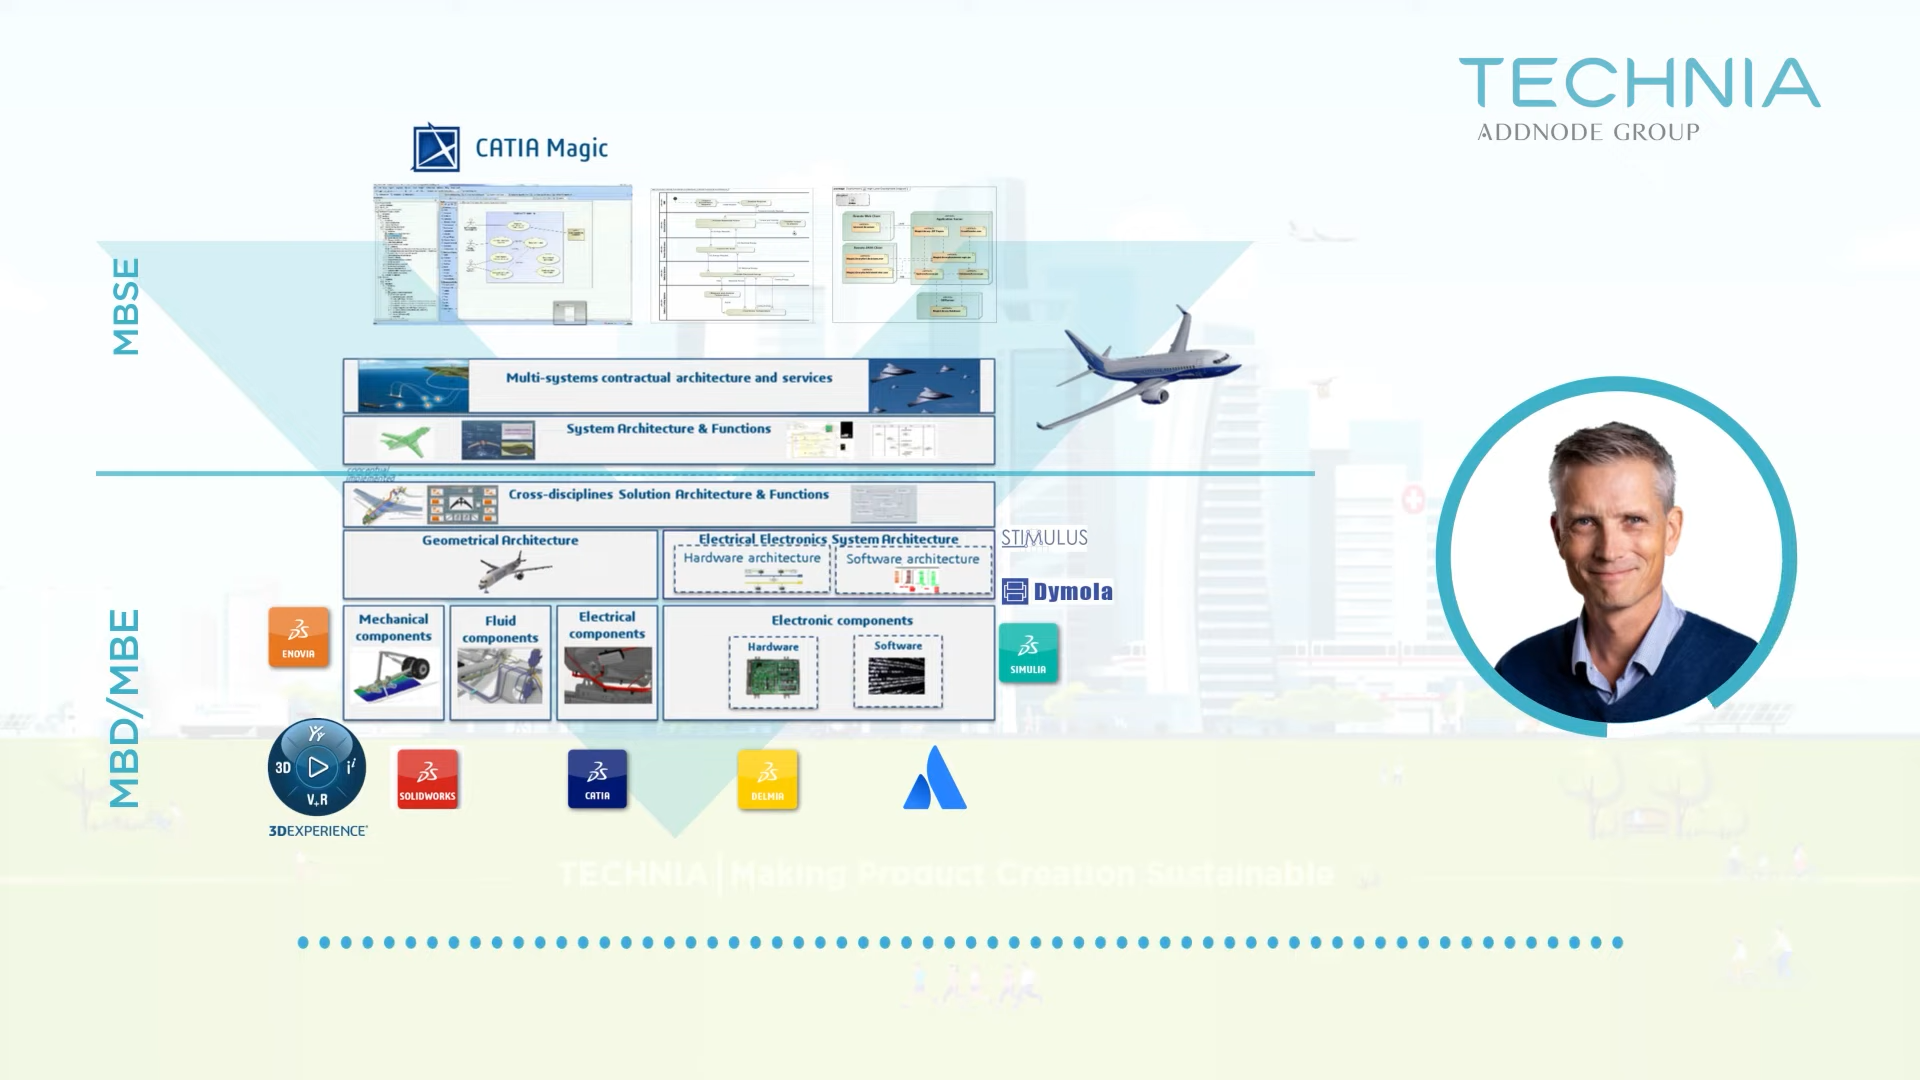 TECHNIA
ADDNODE GROUP
CATIA Magic
MBSE
Multi-systems contractual architecture and services
System Architecture & Functions
conceptual
implemented
Cross-disciplines Solution Architecture & Functions
Geometrical Architecture
Electrical Electronics System Architecture
Hardware architecture
Software architecture
STIMULUS
Dymola
MBD/MBE
ENOVIA
Mechanical
components
Fluid
components
Electrical
components
Electronic components
Hardware
Software
SIMULIA
3D
V+R
3DEXPERIENCE
SOLIDWORKS
CATIA
DELMIA
TECHNIA | Making Product Creation Sustainable